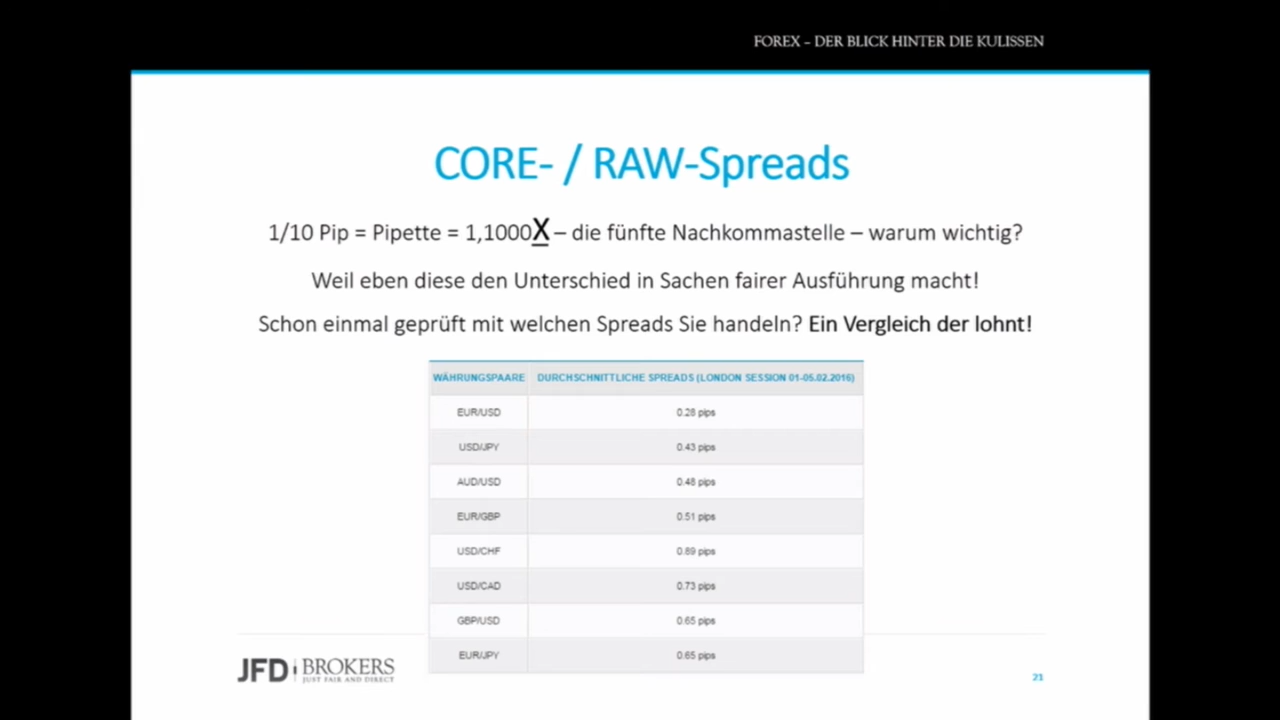 FOREX – DER BLICK HINTER DIE KULISSEN
CORE- / RAW-Spreads
1/10 Pip = Pipette = 1,1000X – die fünfte Nachkommastelle – warum wichtig?
Weil eben diese den Unterschied in Sachen fairer Ausführung macht!
Schon einmal geprüft mit welchen Spreads Sie handeln? Ein Vergleich der lohnt!
WÄHRUNGSPAARE DURCHSCHNITTLICHE SPREADS (LONDON SESSION 01-05.02.2016)
EUR/USD 0.28 pips
USD/JPY 0.43 pips
AUD/USD 0.48 pips
EUR/GBP 0.51 pips
USD/CHF 0.89 pips
USD/CAD 0.73 pips
GBP/USD 0.65 pips
EUR/JPY 0.65 pips
JFD BROKERS
JUST FAIR AND DIRECT
21